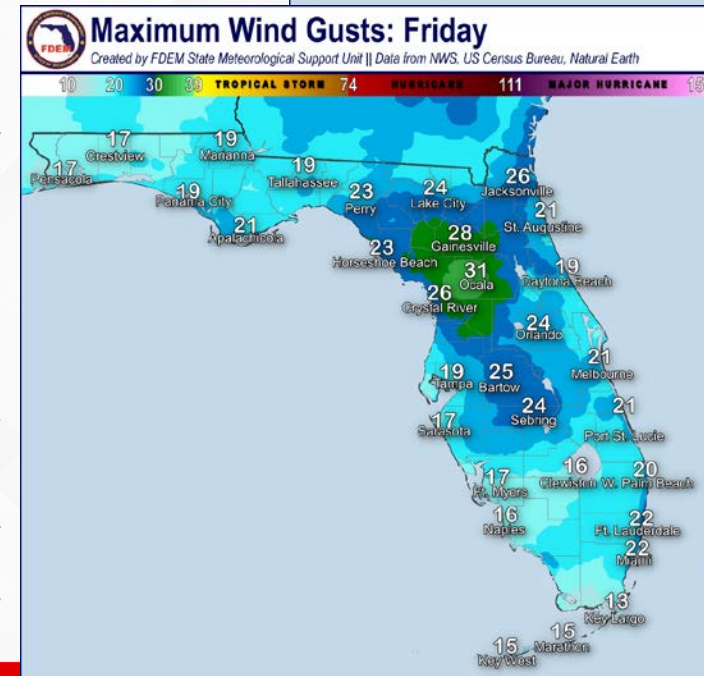 Maximum Wind Gusts: Friday
FDEM
Created by FDEM State Meteorological Support Unit || Data from NWS, US Census Bureau, Natural Earth
10 20 30 39 TROPICAL STORM 74 HURRICANE 111 MAJOR HURRICANE 15
17
Crestview
19
Marianna
17
Pensacola
19
Tallahassee
19
Panama City
21
Apalachicola
23
Perry
24
Lake City
26
Jacksonville
21
St. Augustine
28
Gainesville
23
Horseshoe Beach
31
Ocala
19
Daytona Beach
26
Crystal River
24
Orlando
21
Melbourne
19
Tampa
25
Bartow
24
Sebring
21
Port St. Lucie
17
Sarasota
17
Ft. Myers
16
Clewiston
20
W. Palm Beach
16
Naples
22
Ft. Lauderdale
22
Miami
13
Key Largo
15
Marathon
15
Key West